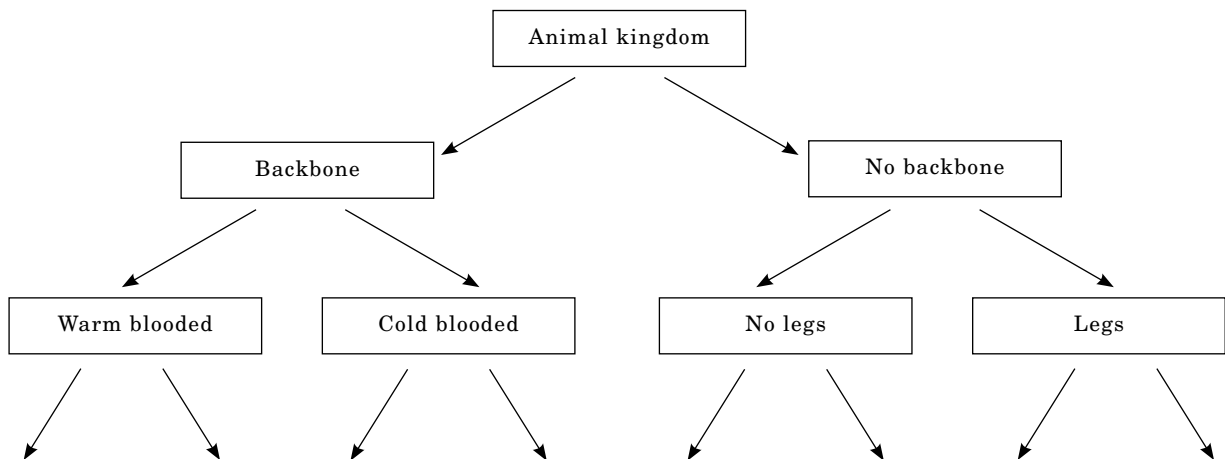 Animal kingdom
Backbone
No backbone
Warm blooded
Cold blooded
No legs
Legs